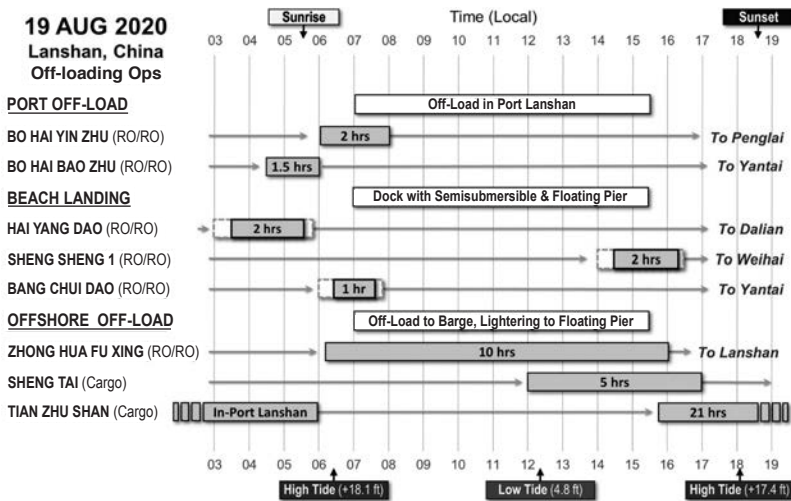 19 AUG 2020
Lanshan, China
Off-loading Ops
Sunrise
Time (Local)
Sunset
03 04 05 06 07 08 09 10 11 12 13 14 15 16 17 18 19
PORT OFF-LOAD
Off-Load in Port Lanshan
BO HAI YIN ZHU (RO/RO)
2 hrs
To Penglai
BO HAI BAO ZHU (RO/RO)
1.5 hrs
To Yantai
BEACH LANDING
Dock with Semisubmersible & Floating Pier
HAI YANG DAO (RO/RO)
2 hrs
To Dalian
SHENG SHENG 1 (RO/RO)
2 hrs
To Weihai
BANG CHUI DAO (RO/RO)
1 hr
To Yantai
OFFSHORE OFF-LOAD
Off-Load to Barge, Lightering to Floating Pier
ZHONG HUA FU XING (RO/RO)
10 hrs
To Lanshan
SHENG TAI (Cargo)
5 hrs
TIAN ZHU SHAN (Cargo)
In-Port Lanshan
21 hrs
03 04 05 06 07 08 09 10 11 12 13 14 15 16 17 18 19
High Tide (+18.1 ft)
Low Tide (4.8 ft)
High Tide (+17.4 ft)